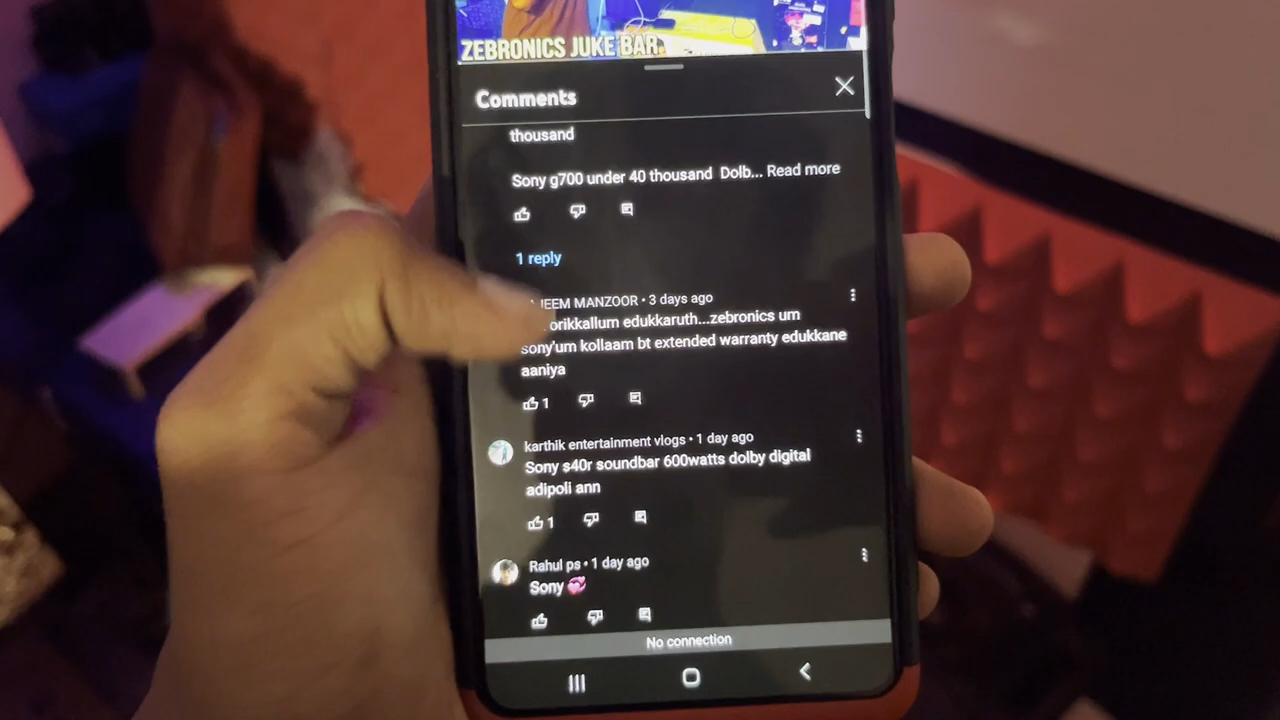 ZEBRONICS JUKE BAR
Comments
thousand
Sony g700 under 40 thousand Dolb... Read more
1 reply
JEEM MANZOOR • 3 days ago
orikkallum edukkaruth...zebronics um
sony'um kollaam bt extended warranty edukkane
aaniya
1
karthik entertainment vlogs • 1 day ago
Sony s40r soundbar 600watts dolby digital
adipoli ann
1
Rahul ps • 1 day ago
Sony 💞
No connection